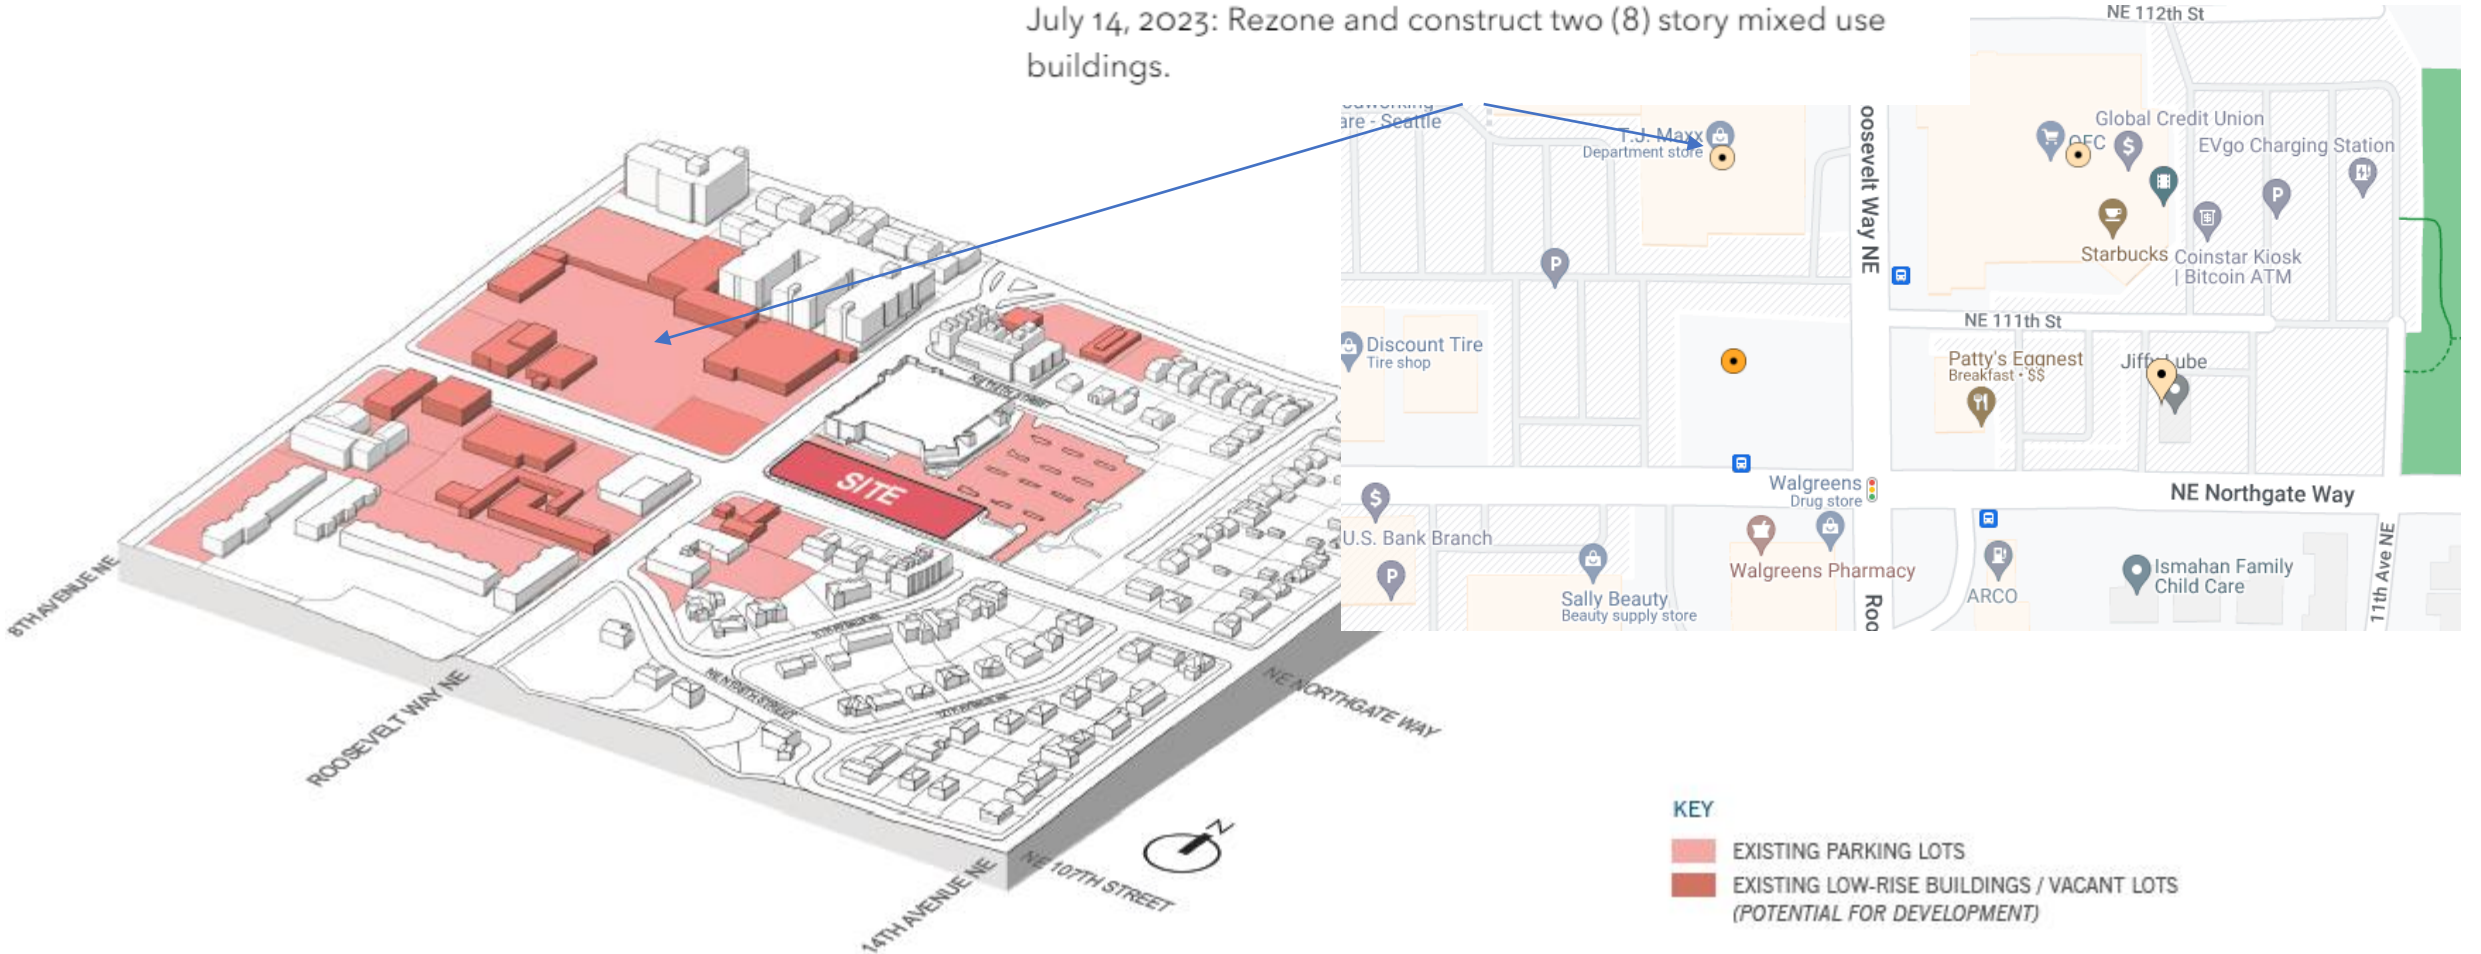 July 14, 2023: Rezone and construct two (8) story mixed use
buildings.
NE 112th St
are - Seattle
T.J. Maxx
Department store
oosevelt Way NE
Global Credit Union
QFC
EVgo Charging Station
Starbucks
Coinstar Kiosk
| Bitcoin ATM
NE 111th St
Discount Tire
Tire shop
Patty's Eggnest
Breakfast • $$
Jiffy Lube
NE Northgate Way
Walgreens
Drug store
U.S. Bank Branch
Walgreens Pharmacy
Sally Beauty
Beauty supply store
Roo
ARCO
Ismahan Family
Child Care
11th Ave NE
P
P
P
SITE
8TH AVENUE NE
ROOSEVELT WAY NE
NE NORTHGATE WAY
14TH AVENUE NE
NE 107TH STREET
N
KEY
EXISTING PARKING LOTS
EXISTING LOW-RISE BUILDINGS / VACANT LOTS
(POTENTIAL FOR DEVELOPMENT)